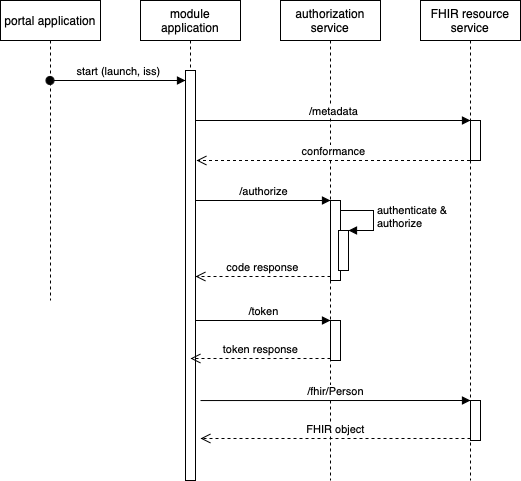 portal application
module
application
authorization
service
FHIR resource
service
start (launch, iss)
/metadata
conformance
/authorize
authenticate &
authorize
code response
/token
token response
/fhir/Person
FHIR object